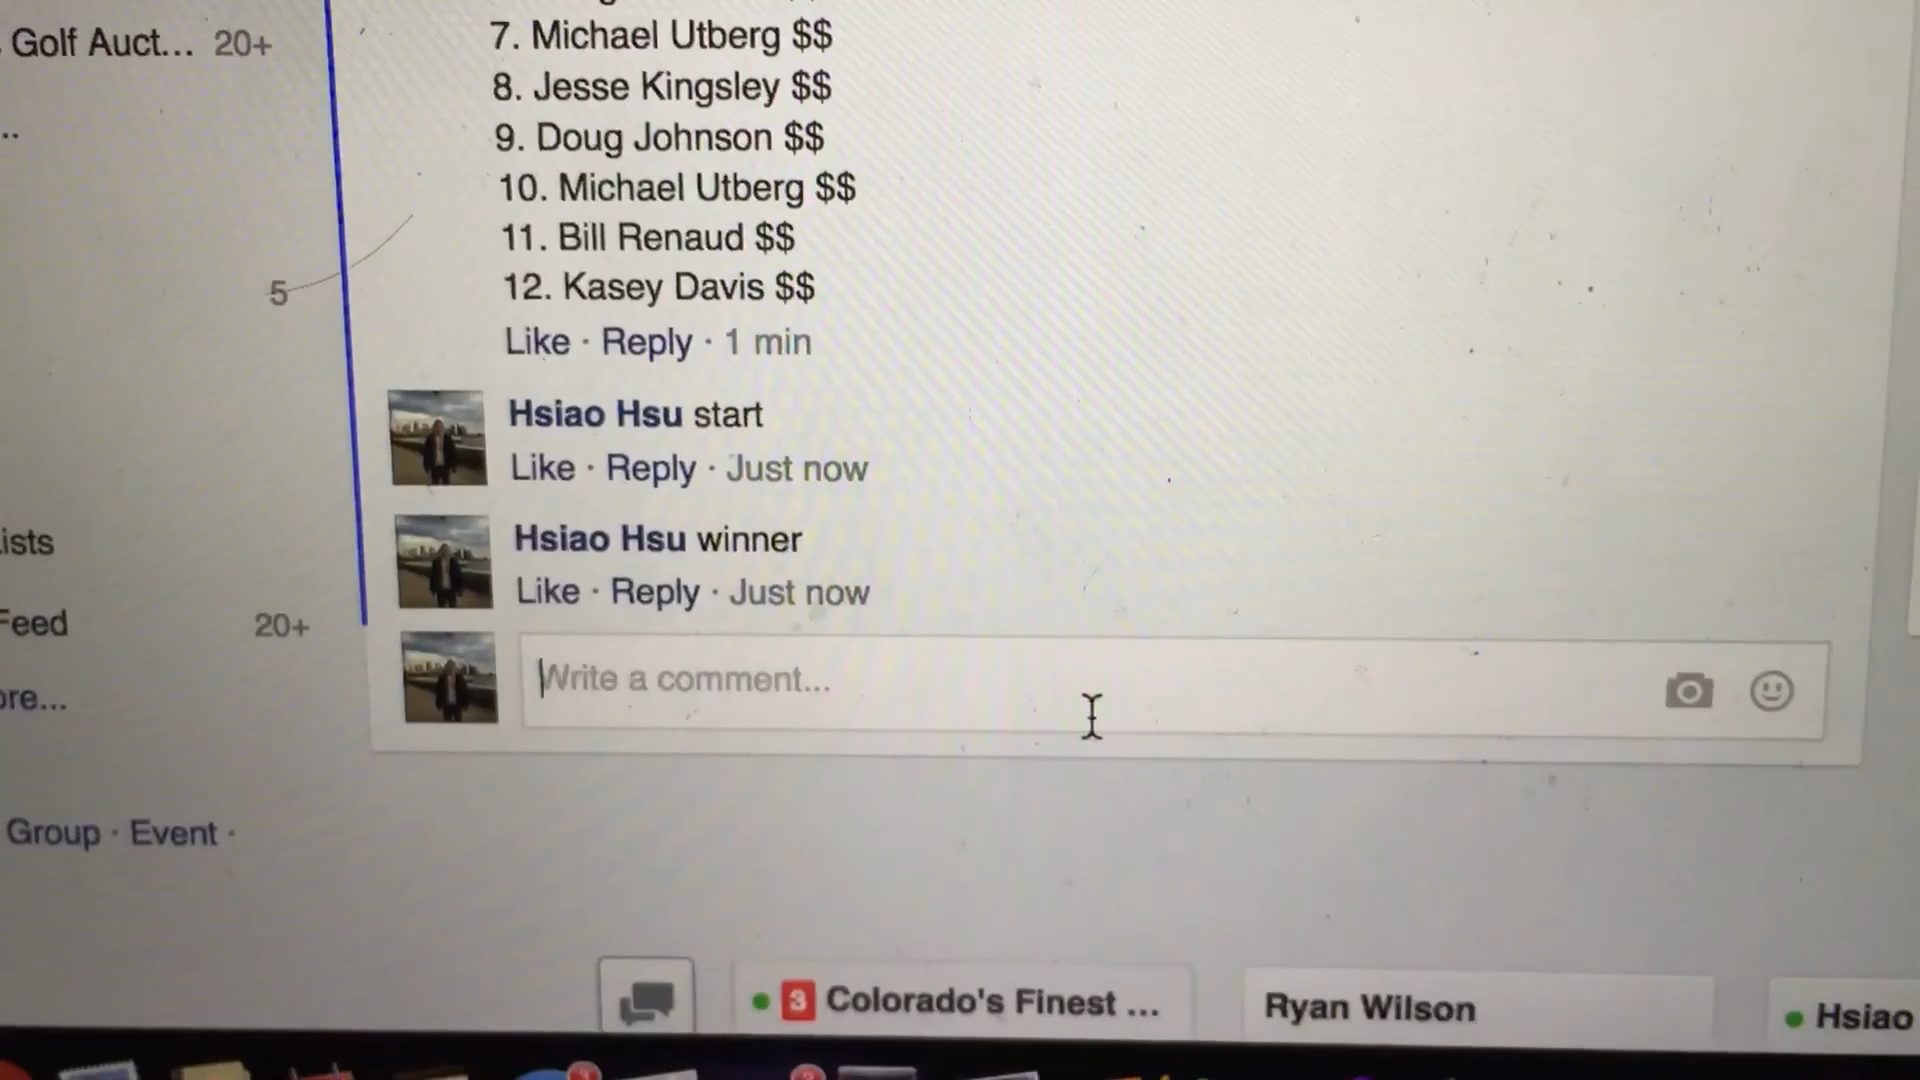 Golf Auct... 20+
7. Michael Utberg $$
8. Jesse Kingsley $$
9. Doug Johnson $$
10. Michael Utberg $$
11. Bill Renaud $$
5
12. Kasey Davis $$
Like · Reply · 1 min
Hsiao Hsu start
Like · Reply · Just now
Hsiao Hsu winner
ists
Like · Reply · Just now
Feed 20+
Write a comment...
ore...
Group · Event ·
3 Colorado's Finest ...
Ryan Wilson
Hsiao